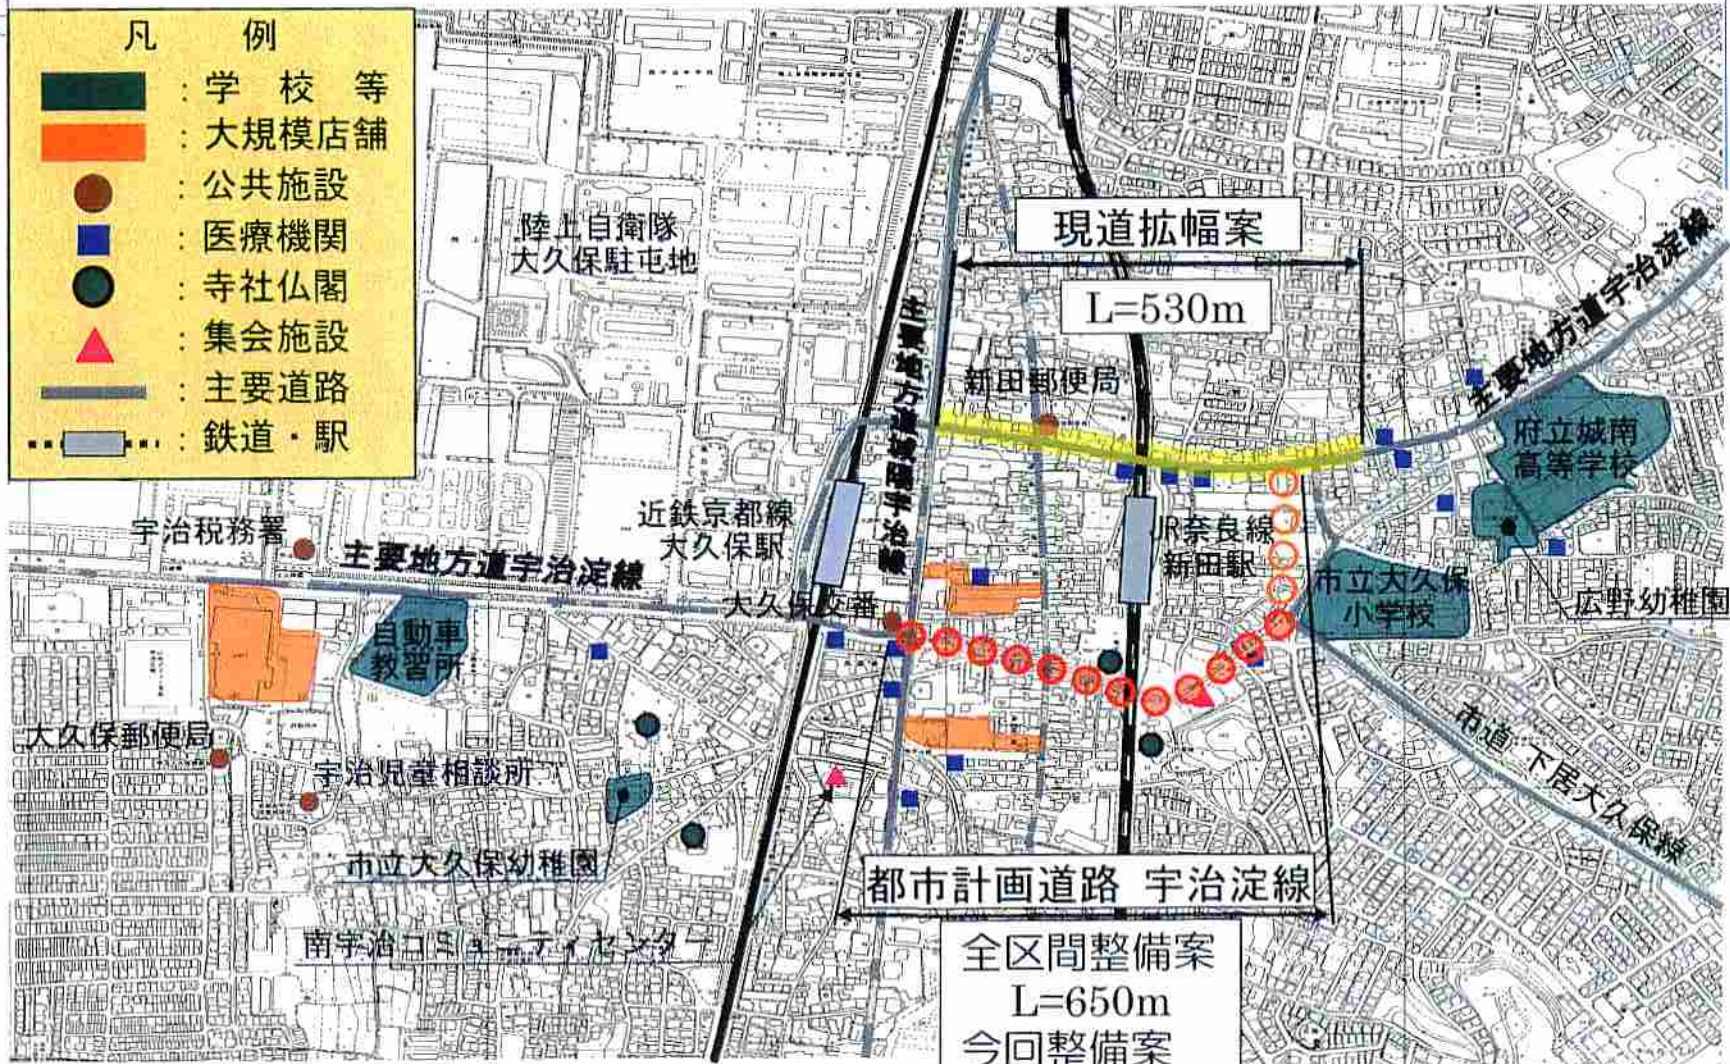 凡 例
：学 校 等
：大規模店舗
：公共施設
：医療機関
：寺社仏閣
：集会施設
：主要道路
：鉄道・駅
陸上自衛隊
大久保駐屯地
現道拡幅案
L=530m
主要地方道宇治淀線
主要地方道城陽宇治線
新田郵便局
府立城南
高等学校
近鉄京都線
大久保駅
JR奈良線
新田駅
宇治税務署
主要地方道宇治淀線
大久保交番
市立大久保
小学校
広野幼稚園
自動車
教習所
大久保郵便局
宇治児童相談所
市道 下居大久保線
市立大久保幼稚園
都市計画道路 宇治淀線
南宇治コミュニティセンター
全区間整備案
L=650m
今回整備案